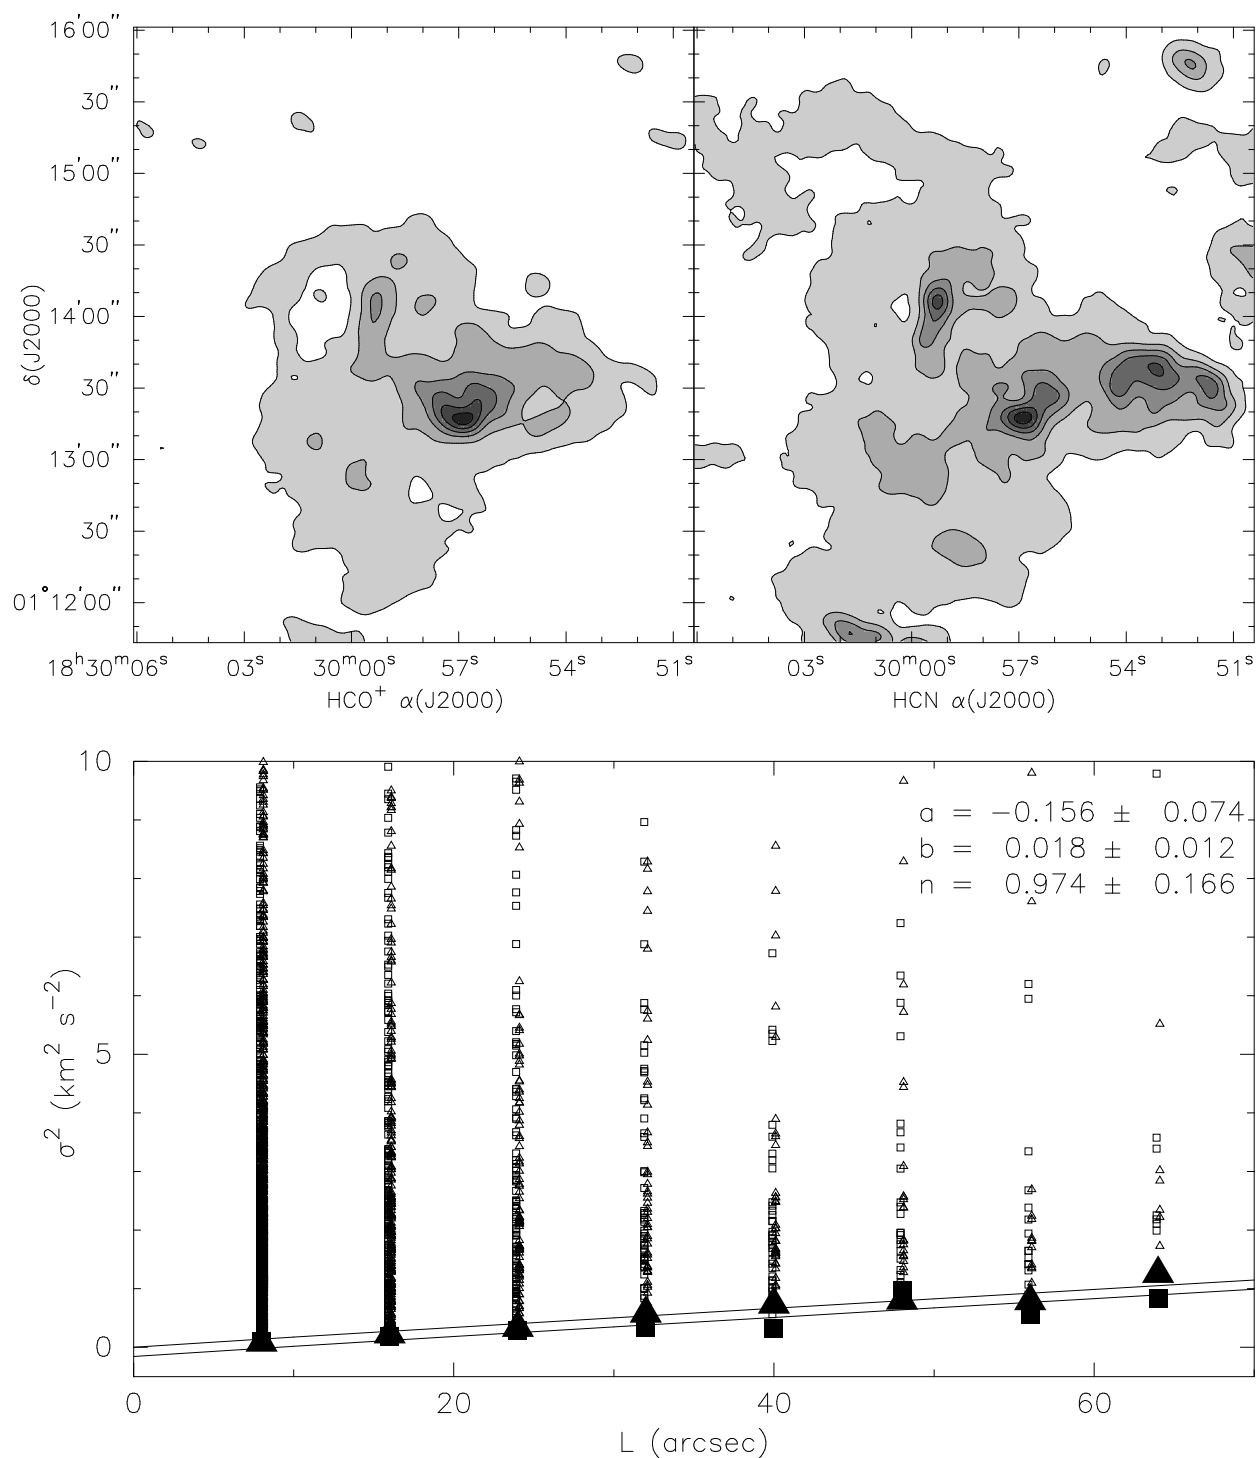 16'00"
30"
15'00"
30"
14'00"
30"
13'00"
30"
01°12'00"
δ(J2000)
18ʰ30ᵐ06ˢ 03ˢ 30ᵐ00ˢ 57ˢ 54ˢ 51ˢ
03ˢ 30ᵐ00ˢ 57ˢ 54ˢ 51ˢ
HCO⁺ α(J2000)
HCN α(J2000)
10
5
0
σ² (km² s⁻²)
a = −0.156 ± 0.074
b = 0.018 ± 0.012
n = 0.974 ± 0.166
0 20 40 60
L (arcsec)